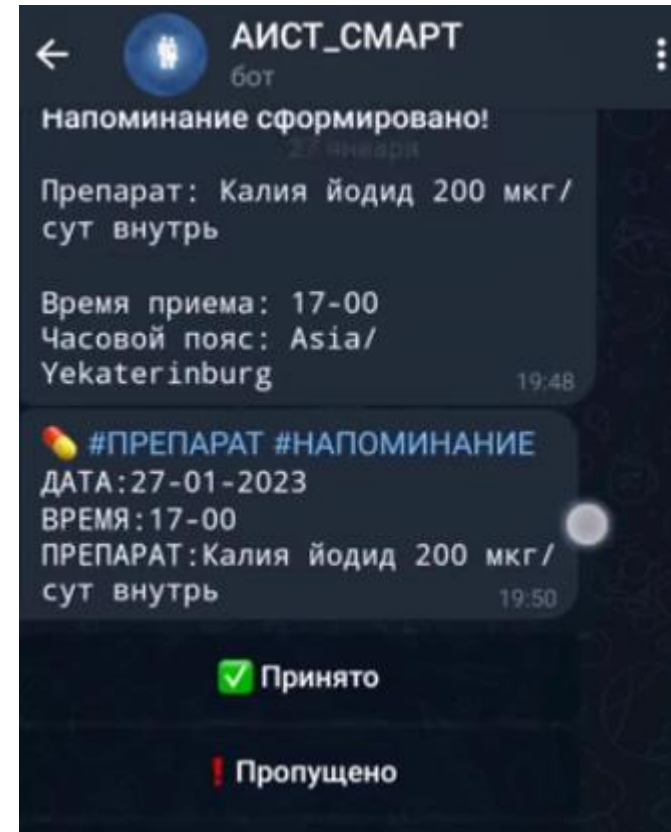 АИСТ_СМАРТ
бот
Напоминание сформировано!
27 января
Препарат: Калия йодид 200 мкг/
сут внутрь
Время приема: 17-00
Часовой пояс: Asia/
Yekaterinburg
19:48
#ПРЕПАРАТ #НАПОМИНАНИЕ
ДАТА:27-01-2023
ВРЕМЯ:17-00
ПРЕПАРАТ:Калия йодид 200 мкг/
сут внутрь
19:50
Принято
Пропущено